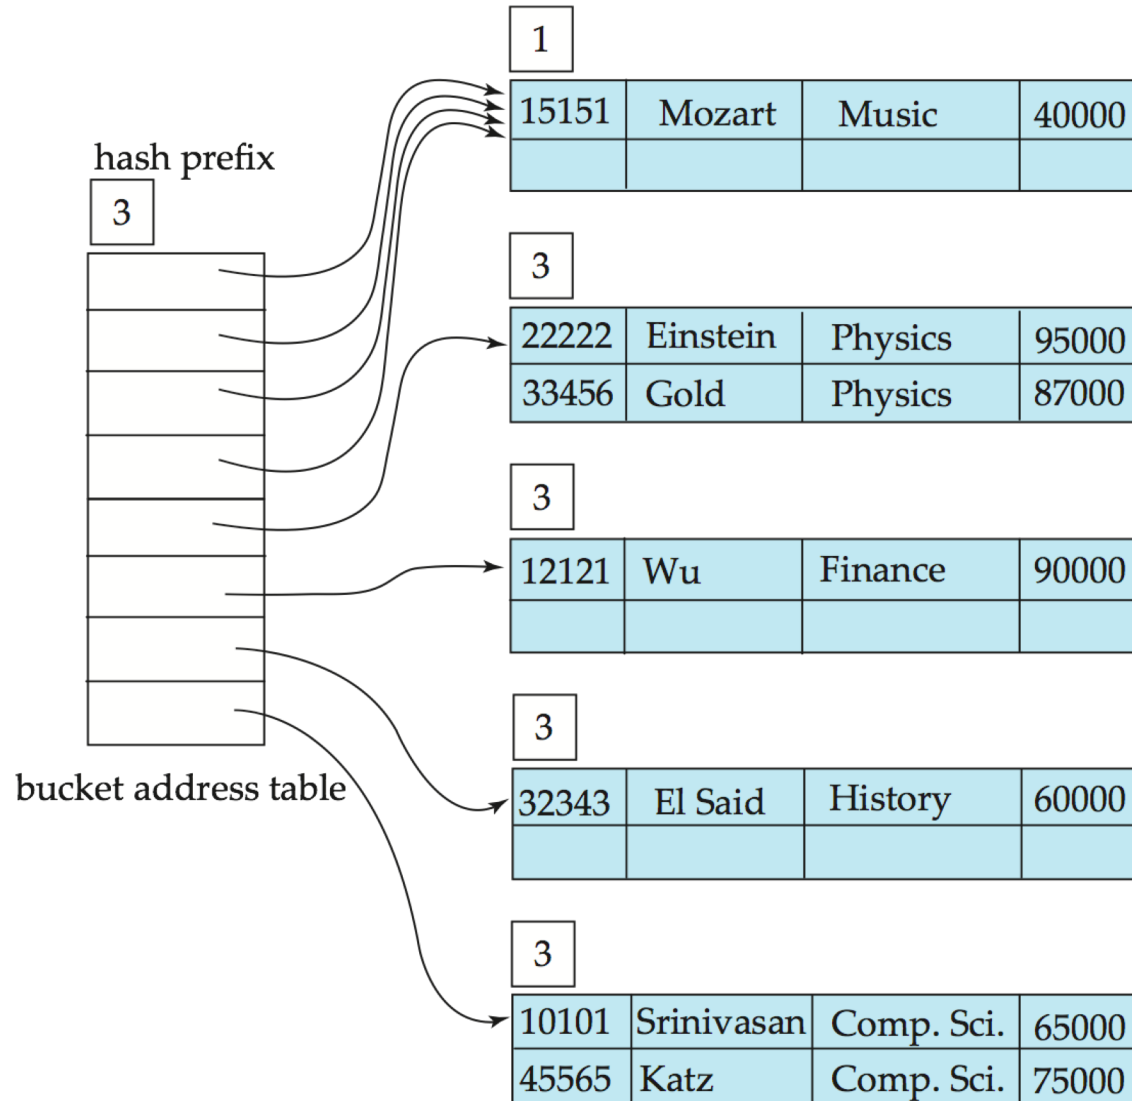 1
15151 Mozart Music 40000
hash prefix
3
3
22222 Einstein Physics 95000
33456 Gold Physics 87000
3
12121 Wu Finance 90000
3
bucket address table
32343 El Said History 60000
3
10101 Srinivasan Comp. Sci. 65000
45565 Katz Comp. Sci. 75000